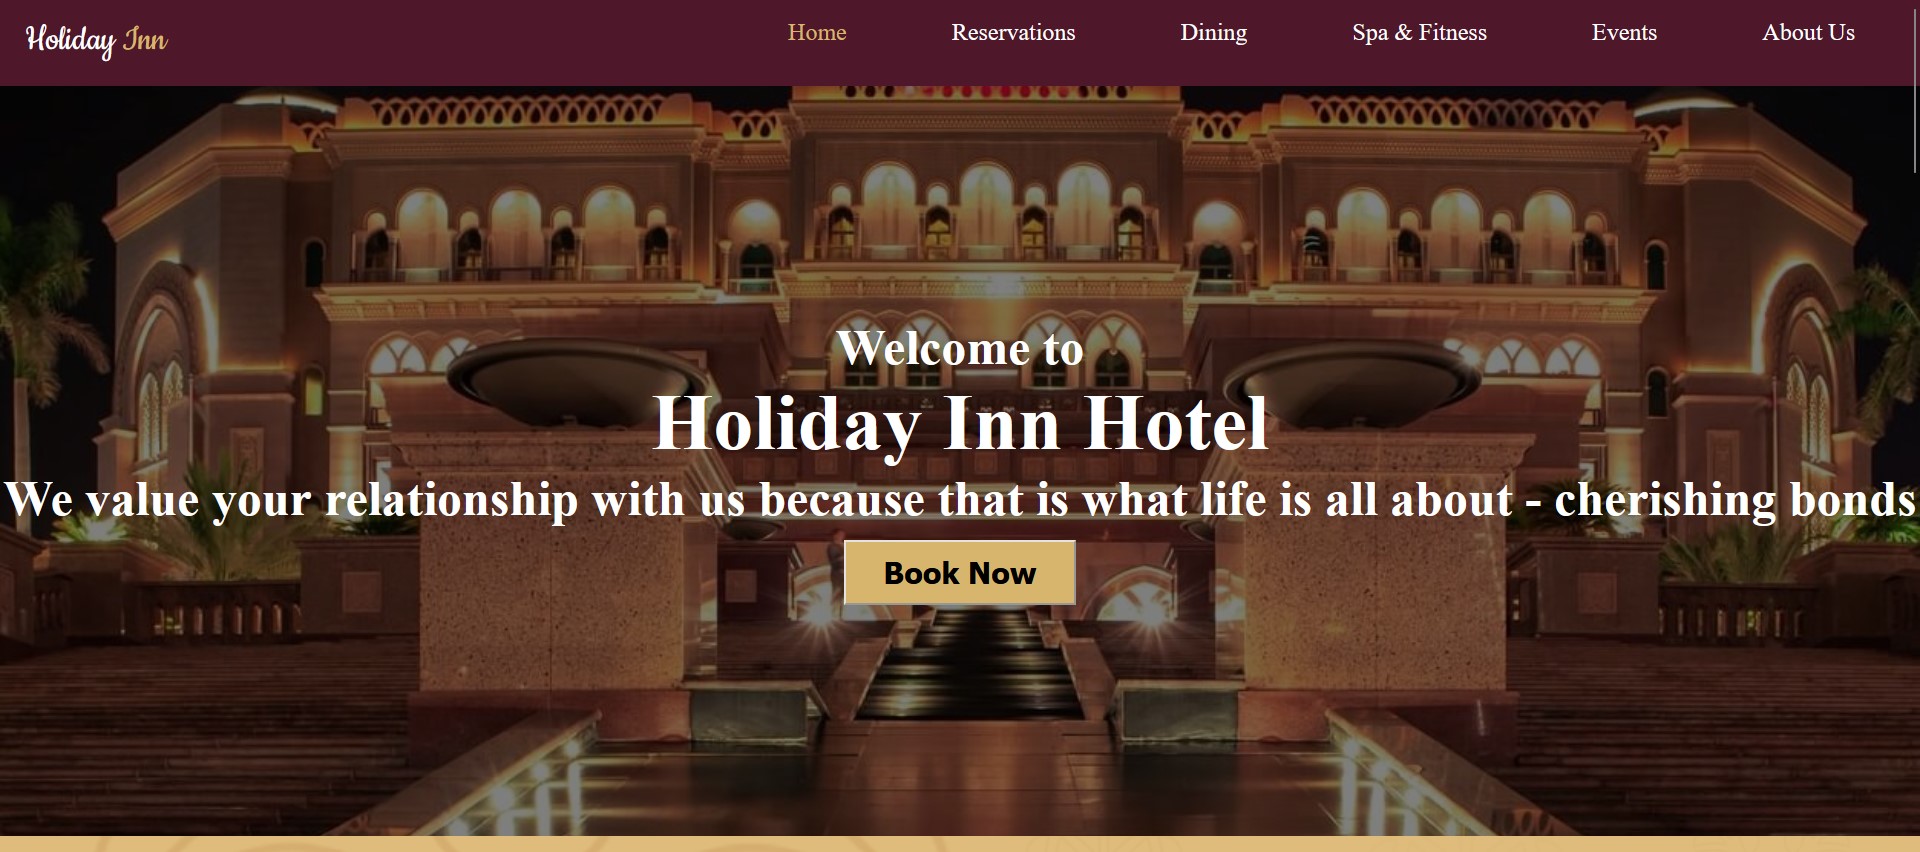 Holiday Inn
Home Reservations Dining Spa & Fitness Events About Us
Welcome to
Holiday Inn Hotel
We value your relationship with us because that is what life is all about - cherishing bonds
Book Now